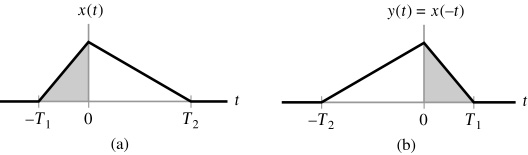 x(t)
t
–T₁ 0 T₂
(a)
y(t) = x(–t)
t
–T₂ 0 T₁
(b)